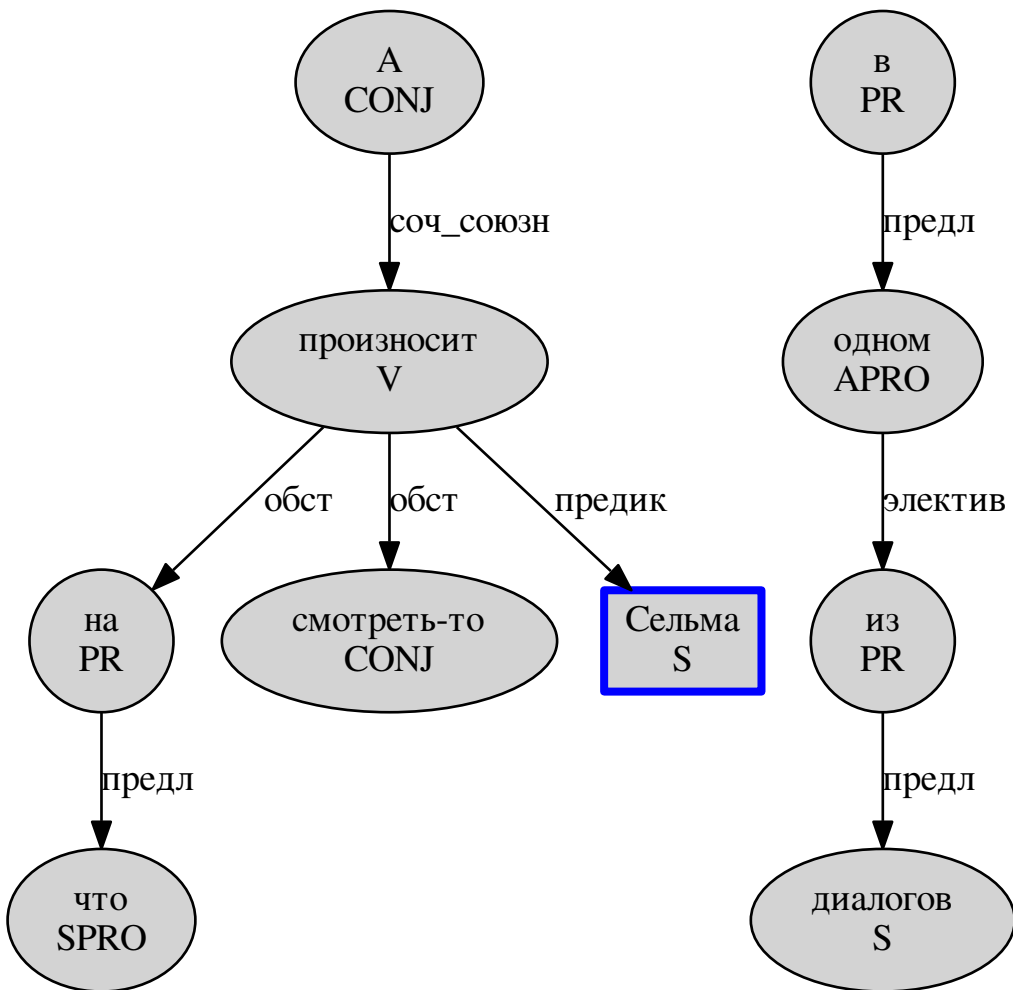 А
CONJ
в
PR
соч_союзн
предл
произносит
V
одном
APRO
обст
обст
предик
электив
на
PR
смотреть-то
CONJ
Сельма
S
из
PR
предл
предл
что
SPRO
диалогов
S